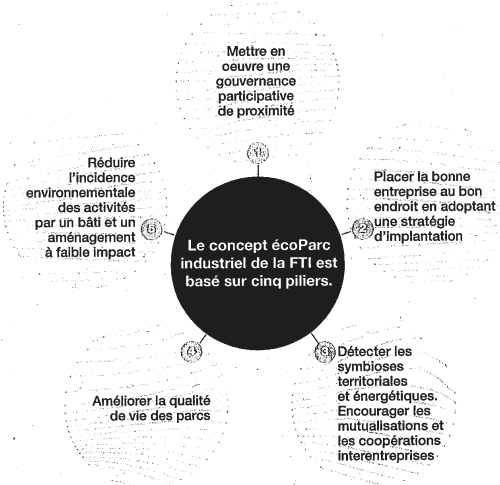 Mettre en
oeuvre une
gouvernance
participative
de proximité
1
Placer la bonne
entreprise au bon
endroit en adoptant
une stratégie
d'implantation
2
Le concept écoParc
industriel de la FTI est
basé sur cinq piliers.
Détecter les
symbioses
territoriales
et énergétiques.
Encourager les
mutualisations et
les coopérations
interentreprises
3
Améliorer la qualité
de vie des parcs
4
Réduire
l'incidence
environnementale
des activités
par un bâti et un
aménagement
à faible impact
5